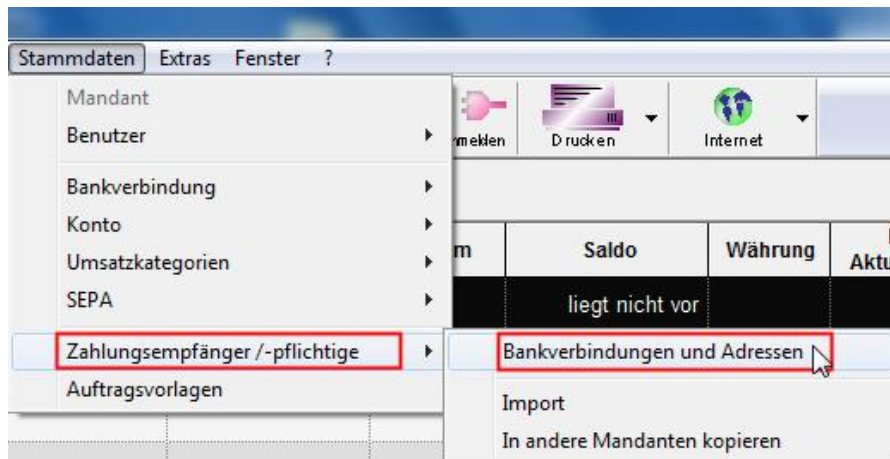 Stammdaten Extras Fenster ?
Mandant
Benutzer
Drucken Internet
Bankverbindung
Konto
Umsatzkategorien
Saldo Währung
SEPA
liegt nicht vor
Zahlungsempfänger /-pflichtige
Bankverbindungen und Adressen
Auftragsvorlagen
Import
In andere Mandanten kopieren